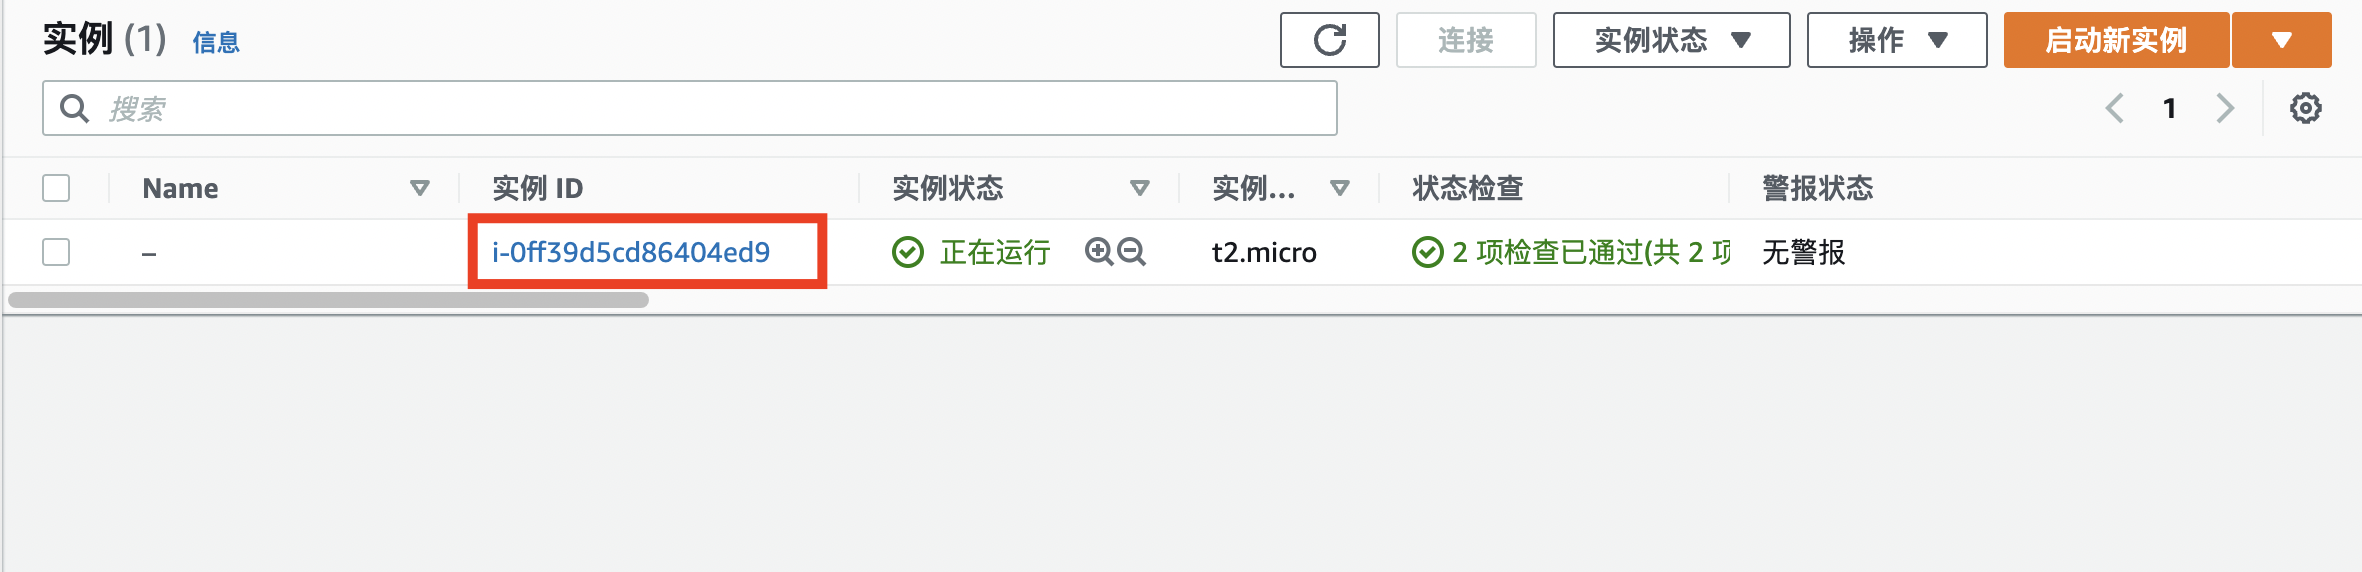 实例 (1) 信息 连接 实例状态 操作 启动新实例
搜索 1
Name 实例 ID 实例状态 实例... 状态检查 警报状态
– i-0ff39d5cd86404ed9 正在运行 t2.micro 2 项检查已通过(共 2 项 无警报